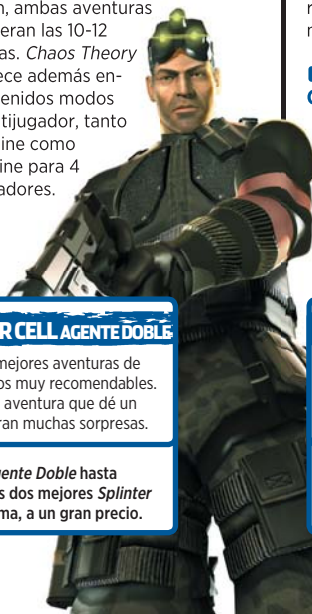 n, ambas aventuras
eran las 10-12
as. Chaos Theory
ece además en-
enidos modos
tijugador, tanto
ine como
ine para 4
adores.
R CELL AGENTE DOBLE
mejores aventuras de
os muy recomendables.
aventura que dé un
ran muchas sorpresas.
ente Doble hasta
s dos mejores Splinter
ma, a un gran precio.